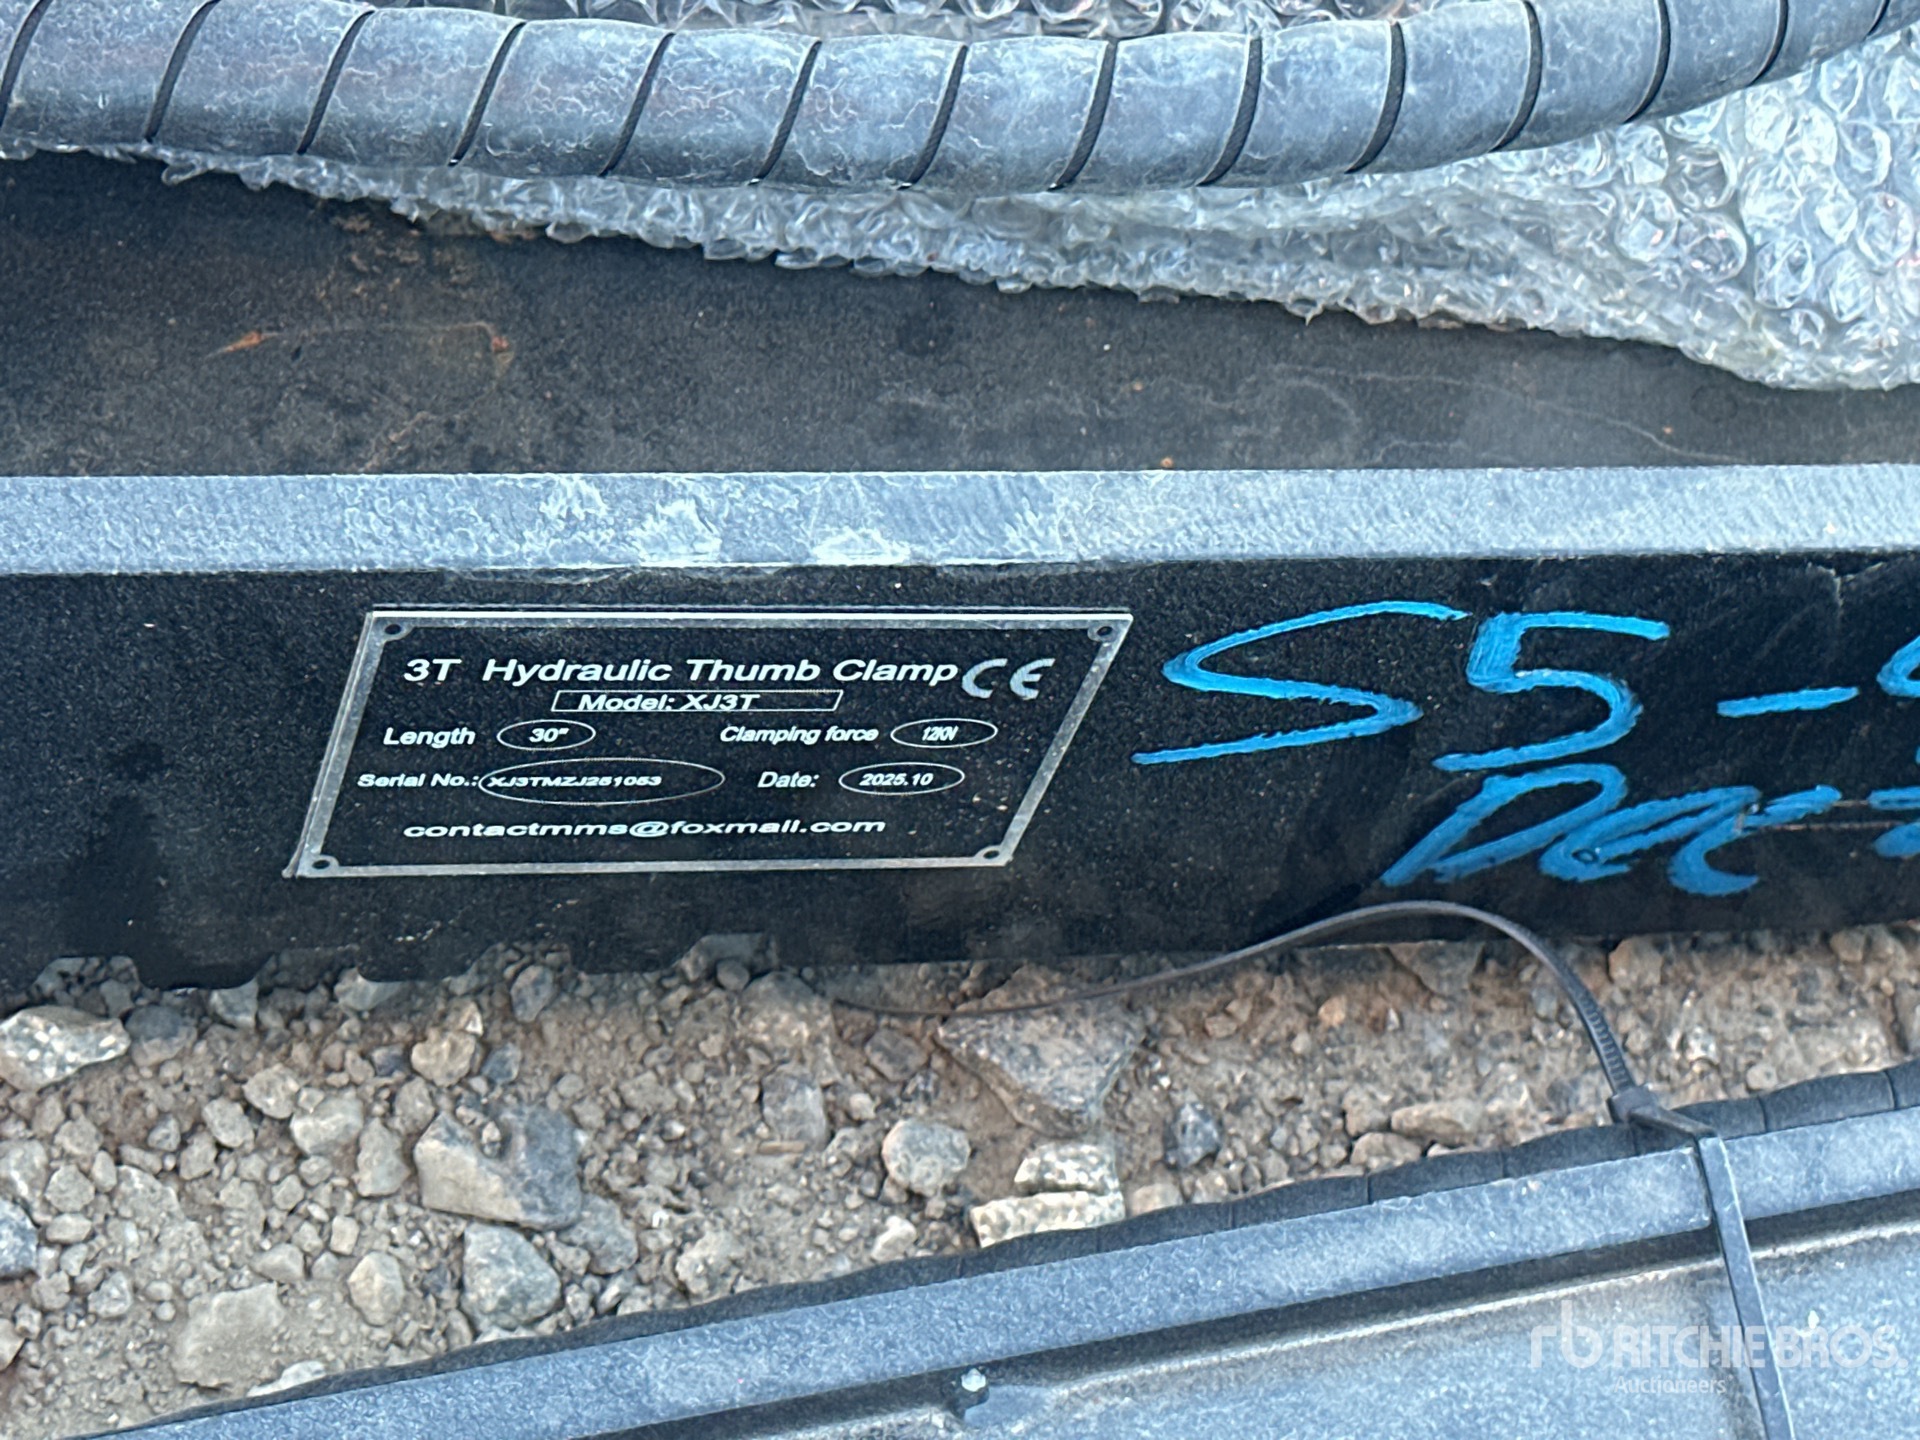 3T Hydraulic Thumb Clamp CE
Model: XJ3T
Length 30" Clamping force 12KN
Serial No.: XJ3TMZJ251053 Date: 2025.10
contactmms@foxmail.com
S5-
rb RITCHIE BROS.
Auctioneers